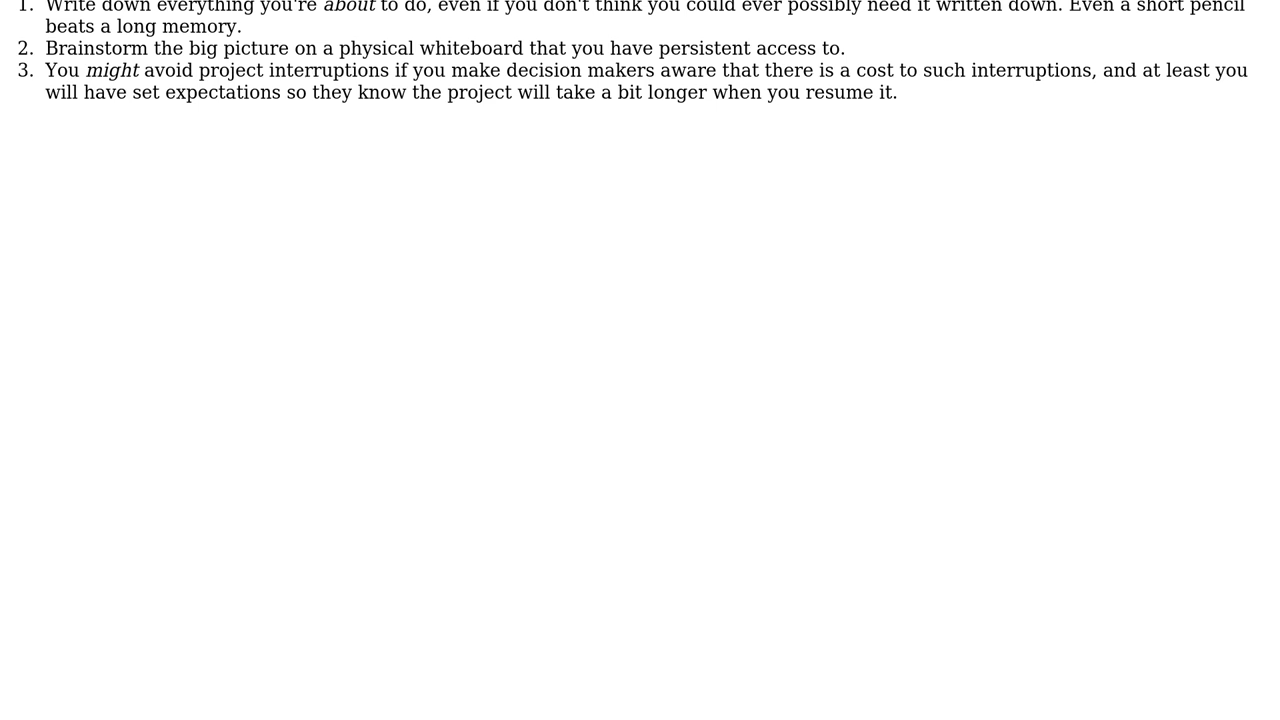 1. Write down everything you're about to do, even if you don't think you could ever possibly need it written down. Even a short pencil
beats a long memory.
2. Brainstorm the big picture on a physical whiteboard that you have persistent access to.
3. You might avoid project interruptions if you make decision makers aware that there is a cost to such interruptions, and at least you
will have set expectations so they know the project will take a bit longer when you resume it.